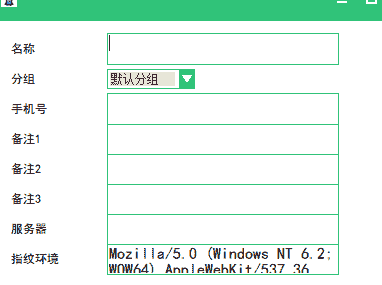 名称
分组 默认分组
手机号
备注1
备注2
备注3
服务器
指纹环境 Mozilla/5.0 (Windows NT 6.2;
WOW64) AppleWebKit/537.36